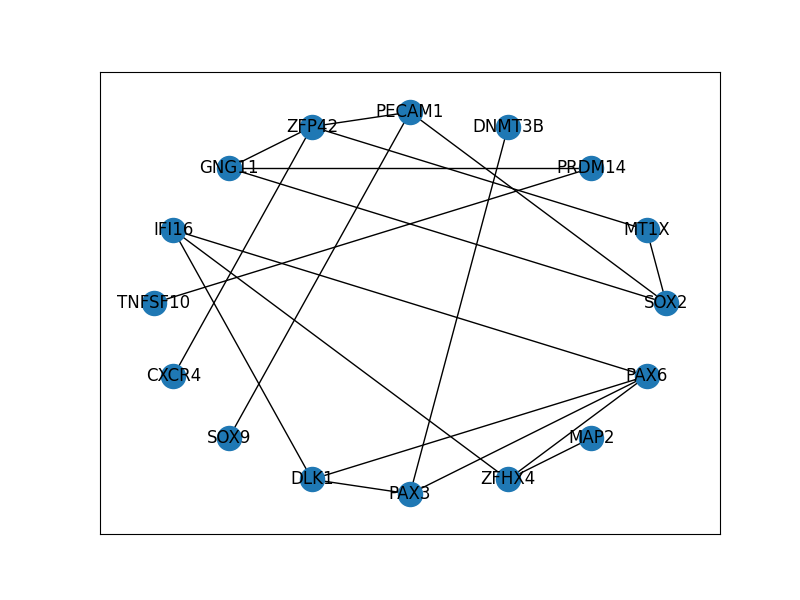 PECAM1
ZFP42
DNMT3B
GNG11
PRDM14
IFI16
MT1X
TNFSF10
SOX2
CXCR4
PAX6
SOX9
MAP2
DLK1
ZFHX4
PAX3